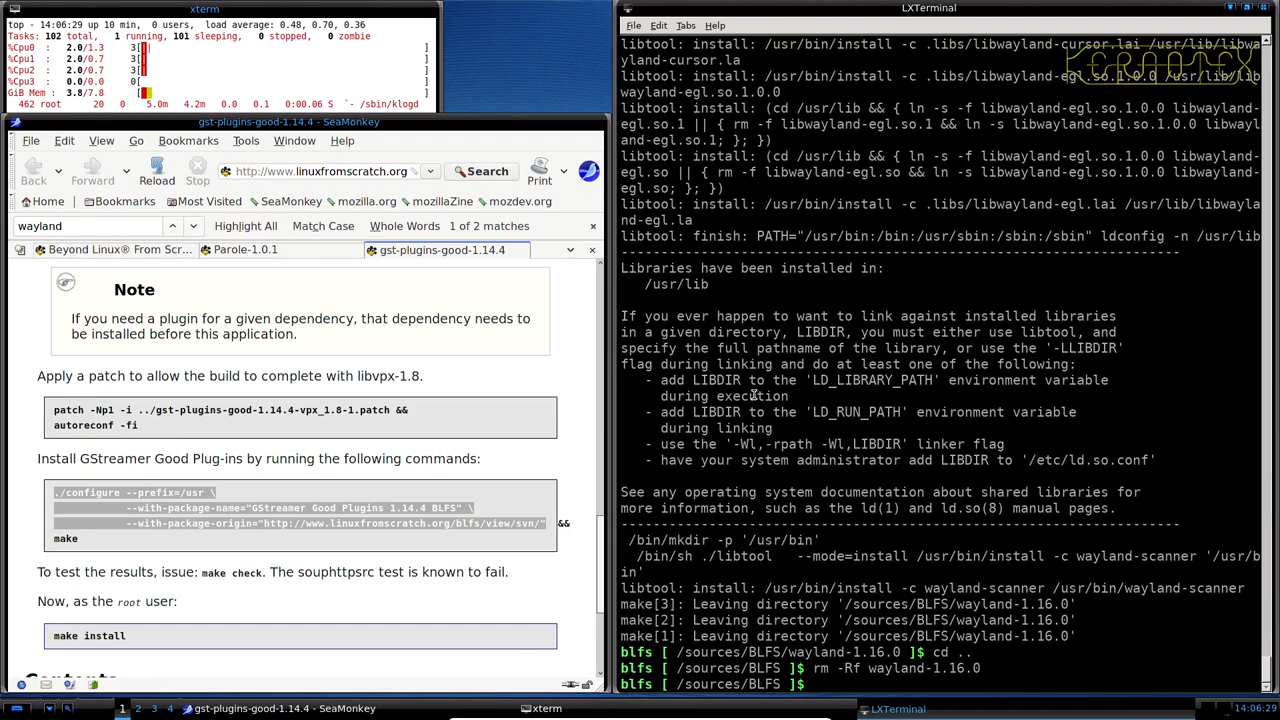 xterm
top - 14:06:29 up 10 min, 0 users, load average: 0.48, 0.70, 0.36
Tasks: 102 total, 1 running, 101 sleeping, 0 stopped, 0 zombie
%Cpu0 : 2.0/1.3 3[|| ]
%Cpu1 : 2.0/0.7 3[|| ]
%Cpu2 : 2.0/0.7 3[|| ]
%Cpu3 : 0.0/0.0 0[ ]
GiB Mem : 3.8/7.8 [ ]
462 root 20 0 5.0m 4.2m 0.0 0.1 0:00.06 S `- /sbin/klogd
gst-plugins-good-1.14.4 - SeaMonkey
File Edit View Go Bookmarks Tools Window Help
Back Forward Reload Stop http://www.linuxfromscratch.org Search Print
Home Bookmarks Most Visited SeaMonkey mozilla.org mozillaZine mozdev.org
wayland Highlight All Match Case Whole Words 1 of 2 matches
Beyond Linux® From Scr... Parole-1.0.1 gst-plugins-good-1.14.4
Note
If you need a plugin for a given dependency, that dependency needs to
be installed before this application.
Apply a patch to allow the build to complete with libvpx-1.8.
patch -Np1 -i ../gst-plugins-good-1.14.4-vpx_1.8-1.patch &&
autoreconf -fi
Install GStreamer Good Plug-ins by running the following commands:
./configure --prefix=/usr \
--with-package-name="GStreamer Good Plugins 1.14.4 BLFS" \
--with-package-origin="http://www.linuxfromscratch.org/blfs/view/svn/" &&
make
To test the results, issue: make check. The souphttpsrc test is known to fail.
Now, as the root user:
make install
LXTerminal
File Edit Tabs Help
KERNOTEX
libtool: install: /usr/bin/install -c .libs/libwayland-cursor.lai /usr/lib/libwa
yland-cursor.la
libtool: install: /usr/bin/install -c .libs/libwayland-egl.so.1.0.0 /usr/lib/lib
wayland-egl.so.1.0.0
libtool: install: (cd /usr/lib && { ln -s -f libwayland-egl.so.1.0.0 libwayland-
egl.so.1 || { rm -f libwayland-egl.so.1 && ln -s libwayland-egl.so.1.0.0 libwayl
and-egl.so.1; }; })
libtool: install: (cd /usr/lib && { ln -s -f libwayland-egl.so.1.0.0 libwayland-
egl.so || { rm -f libwayland-egl.so && ln -s libwayland-egl.so.1.0.0 libwayland-
egl.so; }; })
libtool: install: /usr/bin/install -c .libs/libwayland-egl.lai /usr/lib/libwayla
nd-egl.la
libtool: finish: PATH="/usr/bin:/bin:/usr/sbin:/sbin:/sbin" ldconfig -n /usr/lib
----------------------------------------------------------------------
Libraries have been installed in:
/usr/lib
If you ever happen to want to link against installed libraries
in a given directory, LIBDIR, you must either use libtool, and
specify the full pathname of the library, or use the '-LLIBDIR'
flag during linking and do at least one of the following:
- add LIBDIR to the 'LD_LIBRARY_PATH' environment variable
during execution
- add LIBDIR to the 'LD_RUN_PATH' environment variable
during linking
- use the '-Wl,-rpath -Wl,LIBDIR' linker flag
- have your system administrator add LIBDIR to '/etc/ld.so.conf'
See any operating system documentation about shared libraries for
more information, such as the ld(1) and ld.so(8) manual pages.
----------------------------------------------------------------------
/bin/mkdir -p '/usr/bin'
/bin/sh ./libtool --mode=install /usr/bin/install -c wayland-scanner '/usr/b
in'
libtool: install: /usr/bin/install -c wayland-scanner /usr/bin/wayland-scanner
make[3]: Leaving directory '/sources/BLFS/wayland-1.16.0'
make[2]: Leaving directory '/sources/BLFS/wayland-1.16.0'
make[1]: Leaving directory '/sources/BLFS/wayland-1.16.0'
blfs [ /sources/BLFS/wayland-1.16.0 ]$ cd ..
blfs [ /sources/BLFS ]$ rm -Rf wayland-1.16.0
blfs [ /sources/BLFS ]$
1 2 3 4 gst-plugins-good-1.14.4 - SeaMonkey xterm LXTerminal 14:06:29